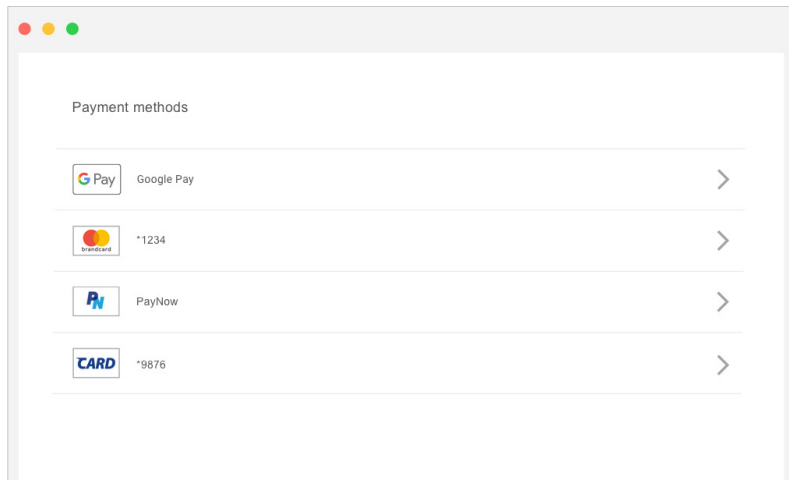 Payment methods
G Pay Google Pay
brandcard *1234
PN PayNow
CARD *9876